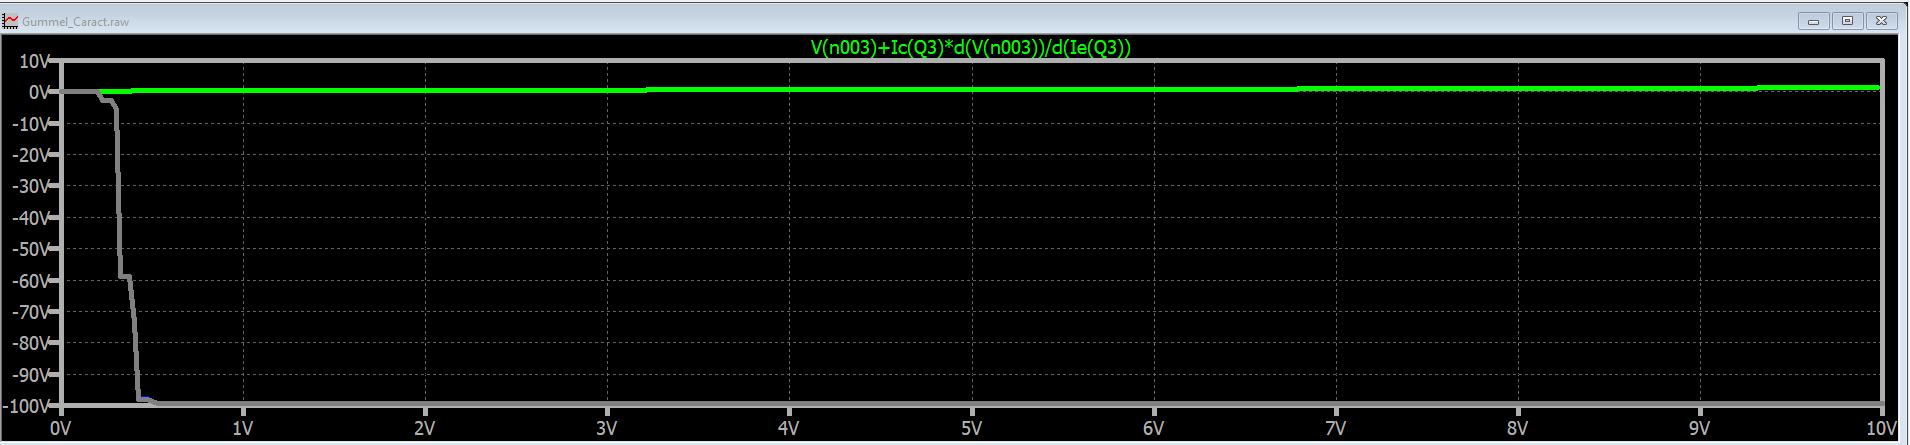 Gummel_Caract.raw
V(n003)+Ic(Q3)*d(V(n003))/d(Ie(Q3))
10V
0V
-10V
-20V
-30V
-40V
-50V
-60V
-70V
-80V
-90V
-100V
0V 1V 2V 3V 4V 5V 6V 7V 8V 9V 10V